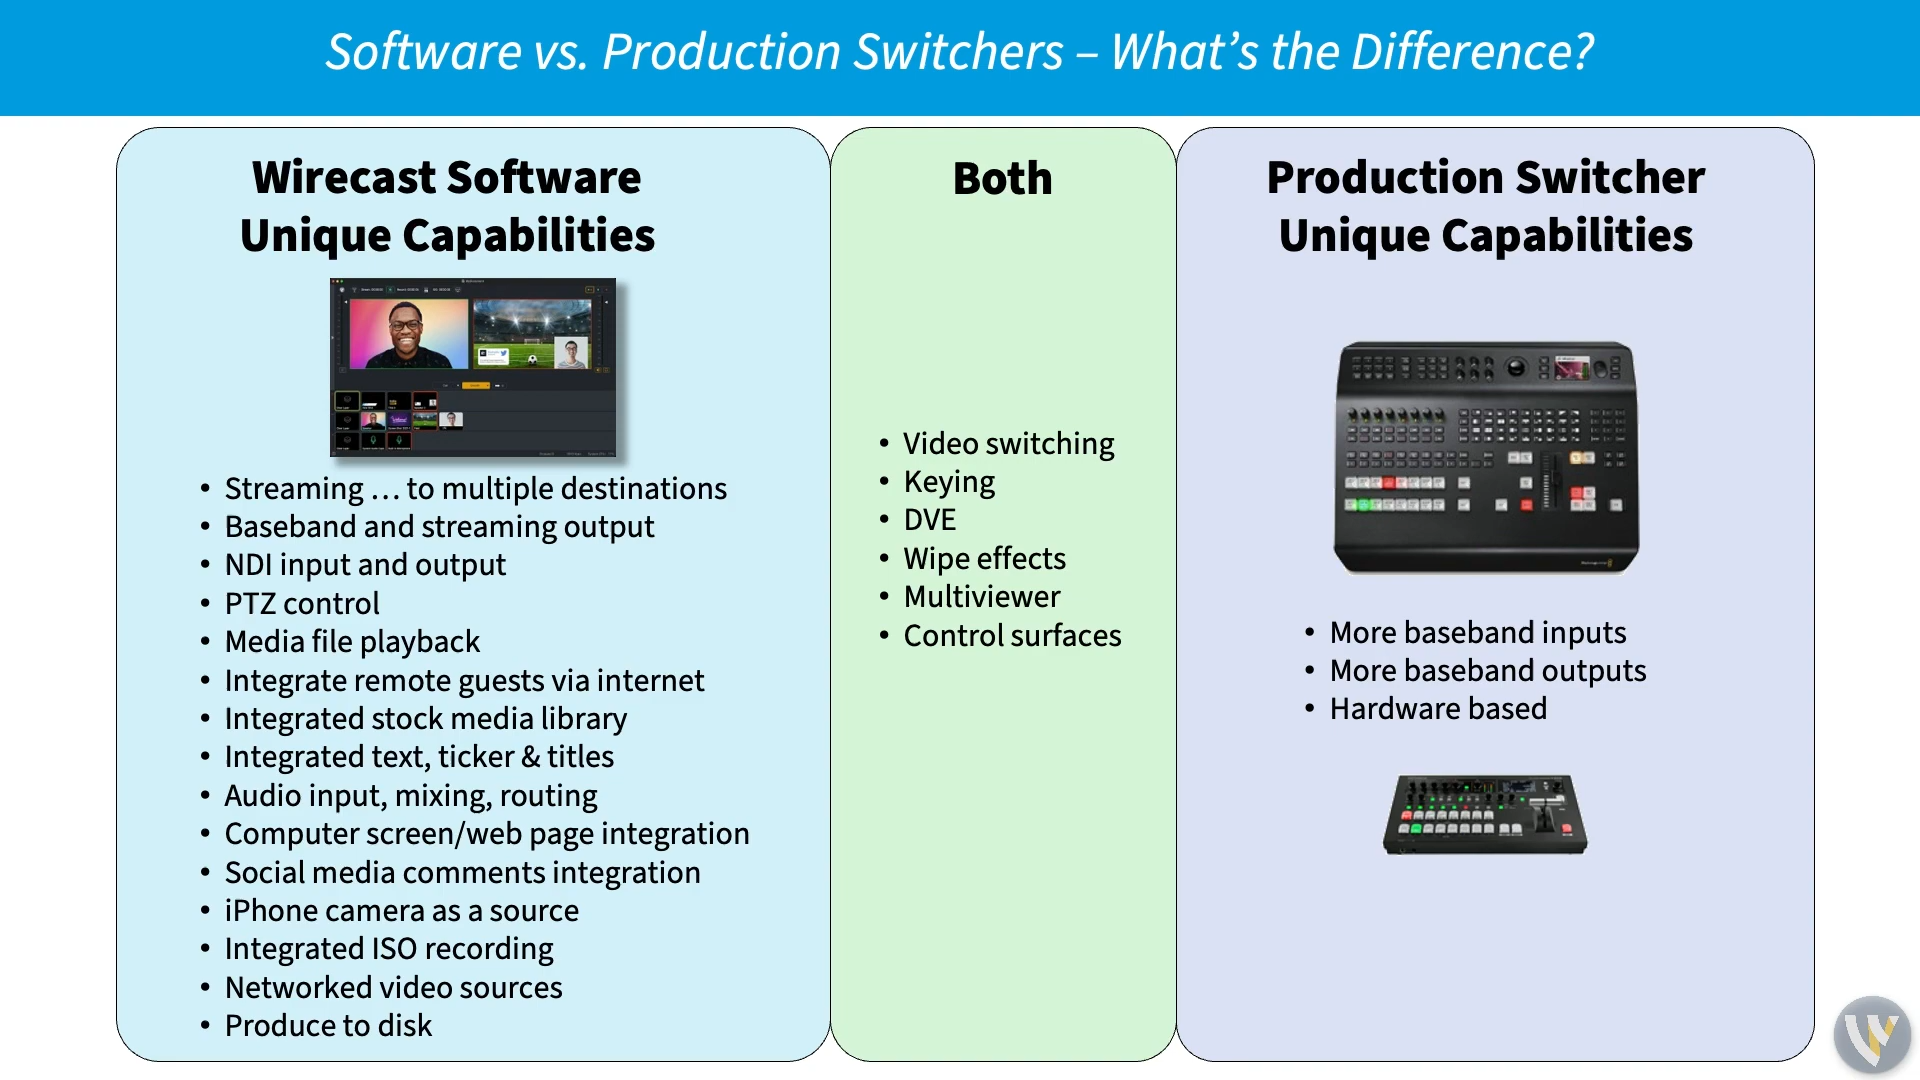 Software vs. Production Switchers – What's the Difference?
Wirecast Software
Unique Capabilities
• Streaming … to multiple destinations
• Baseband and streaming output
• NDI input and output
• PTZ control
• Media file playback
• Integrate remote guests via internet
• Integrated stock media library
• Integrated text, ticker & titles
• Audio input, mixing, routing
• Computer screen/web page integration
• Social media comments integration
• iPhone camera as a source
• Integrated ISO recording
• Networked video sources
• Produce to disk
Both
• Video switching
• Keying
• DVE
• Wipe effects
• Multiviewer
• Control surfaces
Production Switcher
Unique Capabilities
• More baseband inputs
• More baseband outputs
• Hardware based